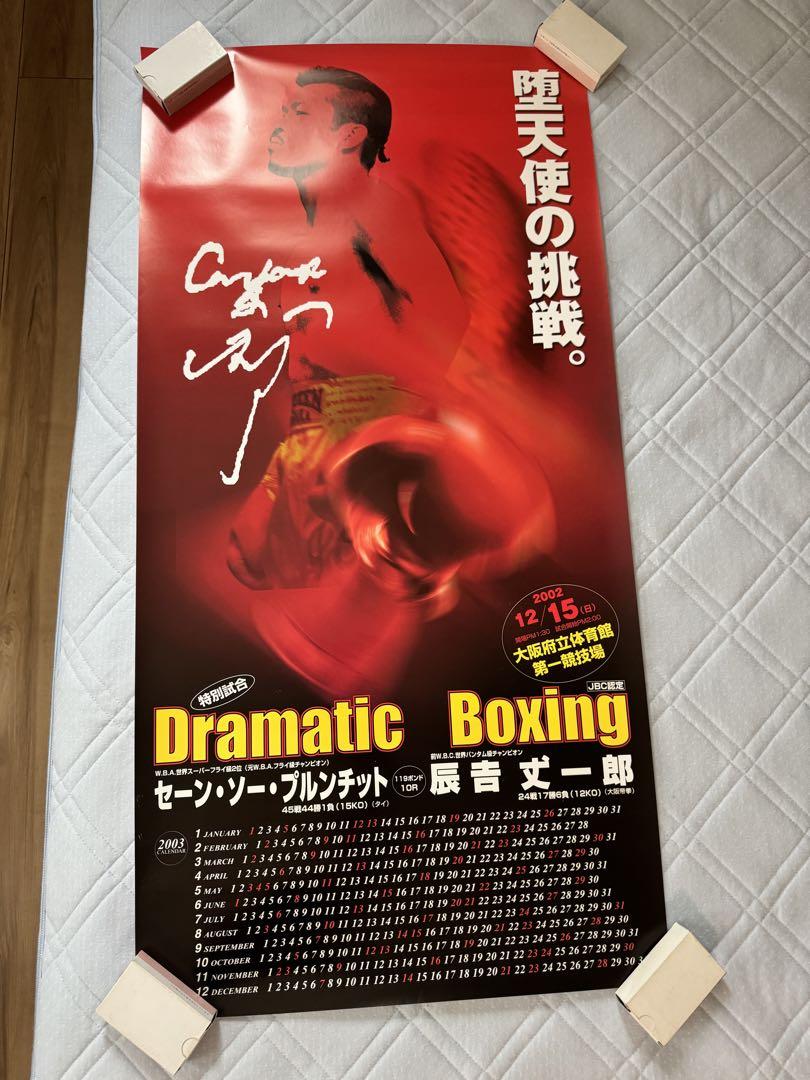 堕天使の挑戦。
2002
12/15(日)
開場PM1:30 試合開始PM2:00
大阪府立体育館
第一競技場
特別試合
JBC認定
Dramatic Boxing
W.B.A.世界スーパーフライ級2位(元W.B.A.フライ級チャンピオン)
セーン・ソー・プルンチット
45戦44勝1負(15KO)(タイ)
119ポンド
10R
前W.B.C.世界バンタム級チャンピオン
辰吉 丈一郎
24戦17勝6負(12KO)(大阪帝拳)
2003
CALENDAR
1 JANUARY 1 2 3 4 5 6 7 8 9 10 11 12 13 14 15 16 17 18 19 20 21 22 23 24 25 26 27 28 29 30 31
2 FEBRUARY 1 2 3 4 5 6 7 8 9 10 11 12 13 14 15 16 17 18 19 20 21 22 23 24 25 26 27 28
3 MARCH 1 2 3 4 5 6 7 8 9 10 11 12 13 14 15 16 17 18 19 20 21 22 23 24 25 26 27 28 29 30 31
4 APRIL 1 2 3 4 5 6 7 8 9 10 11 12 13 14 15 16 17 18 19 20 21 22 23 24 25 26 27 28 29 30
5 MAY 1 2 3 4 5 6 7 8 9 10 11 12 13 14 15 16 17 18 19 20 21 22 23 24 25 26 27 28 29 30 31
6 JUNE 1 2 3 4 5 6 7 8 9 10 11 12 13 14 15 16 17 18 19 20 21 22 23 24 25 26 27 28 29 30
7 JULY 1 2 3 4 5 6 7 8 9 10 11 12 13 14 15 16 17 18 19 20 21 22 23 24 25 26 27 28 29 30 31
8 AUGUST 1 2 3 4 5 6 7 8 9 10 11 12 13 14 15 16 17 18 19 20 21 22 23 24 25 26 27 28 29 30 31
9 SEPTEMBER 1 2 3 4 5 6 7 8 9 10 11 12 13 14 15 16 17 18 19 20 21 22 23 24 25 26 27 28 29 30
10 OCTOBER 1 2 3 4 5 6 7 8 9 10 11 12 13 14 15 16 17 18 19 20 21 22 23 24 25 26 27 28 29 30 31
11 NOVEMBER 1 2 3 4 5 6 7 8 9 10 11 12 13 14 15 16 17 18 19 20 21 22 23 24 25 26 27 28 29 30
12 DECEMBER 1 2 3 4 5 6 7 8 9 10 11 12 13 14 15 16 17 18 19 20 21 22 23 24 25 26 27 28 29 30 31